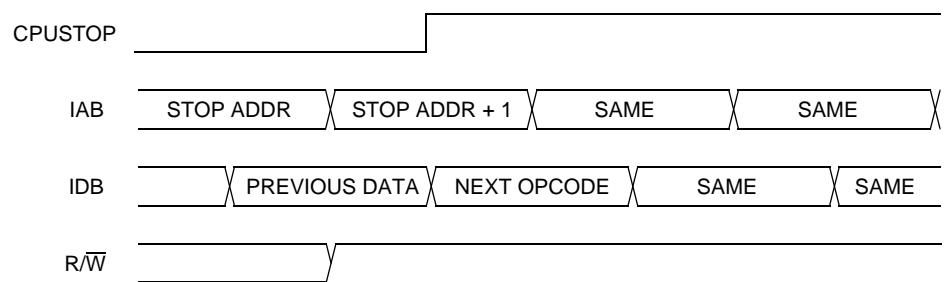 CPUSTOP
IAB STOP ADDR STOP ADDR + 1 SAME SAME
IDB PREVIOUS DATA NEXT OPCODE SAME SAME
R/W̅